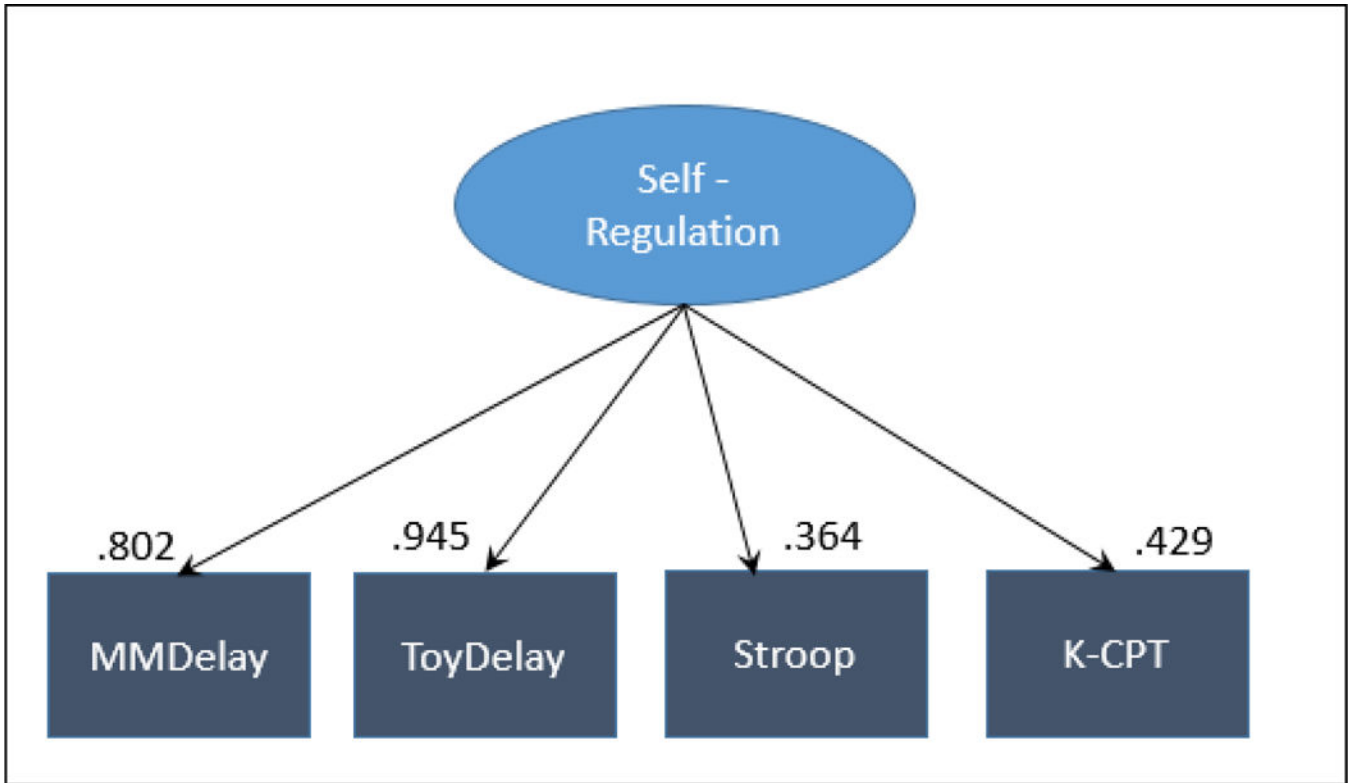 Self -
Regulation
.802
.945
.364
.429
MMDelay
ToyDelay
Stroop
K-CPT